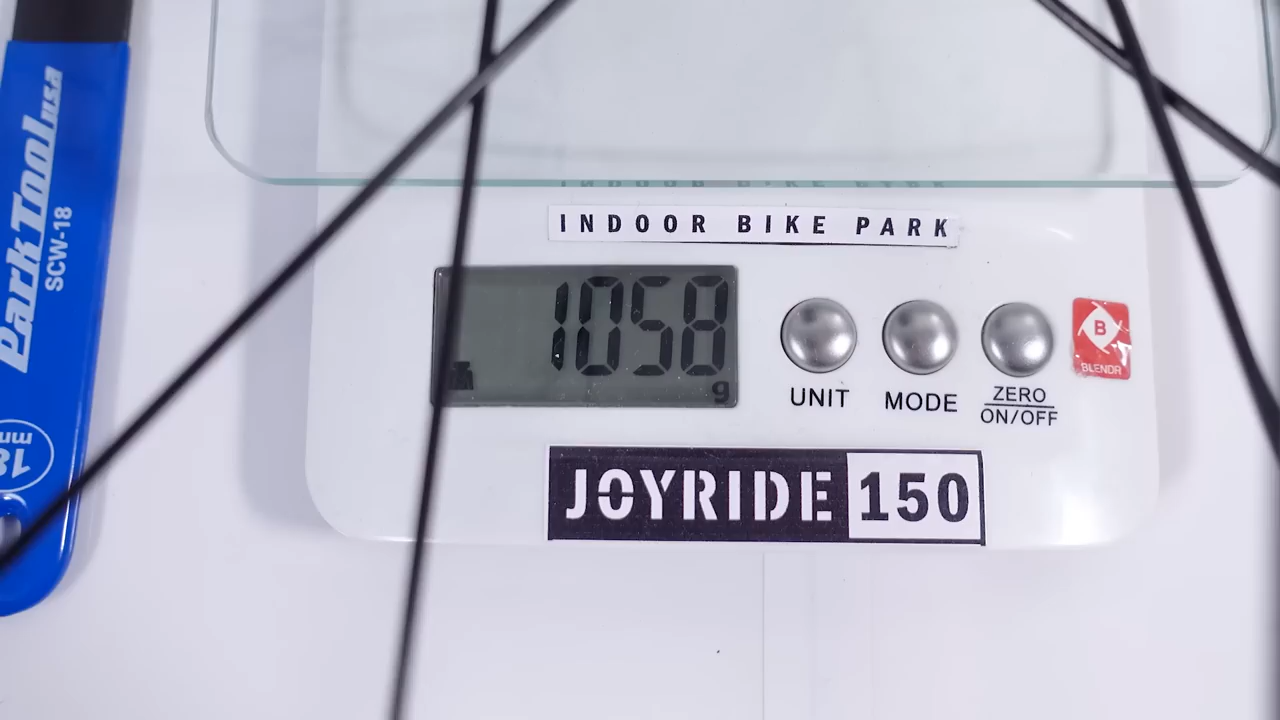 ParkTool USA
SCW-18
18 mm
INDOOR BIKE PARK
1058
g
UNIT
MODE
ZERO
ON/OFF
B
BLENDR
JOYRIDE 150